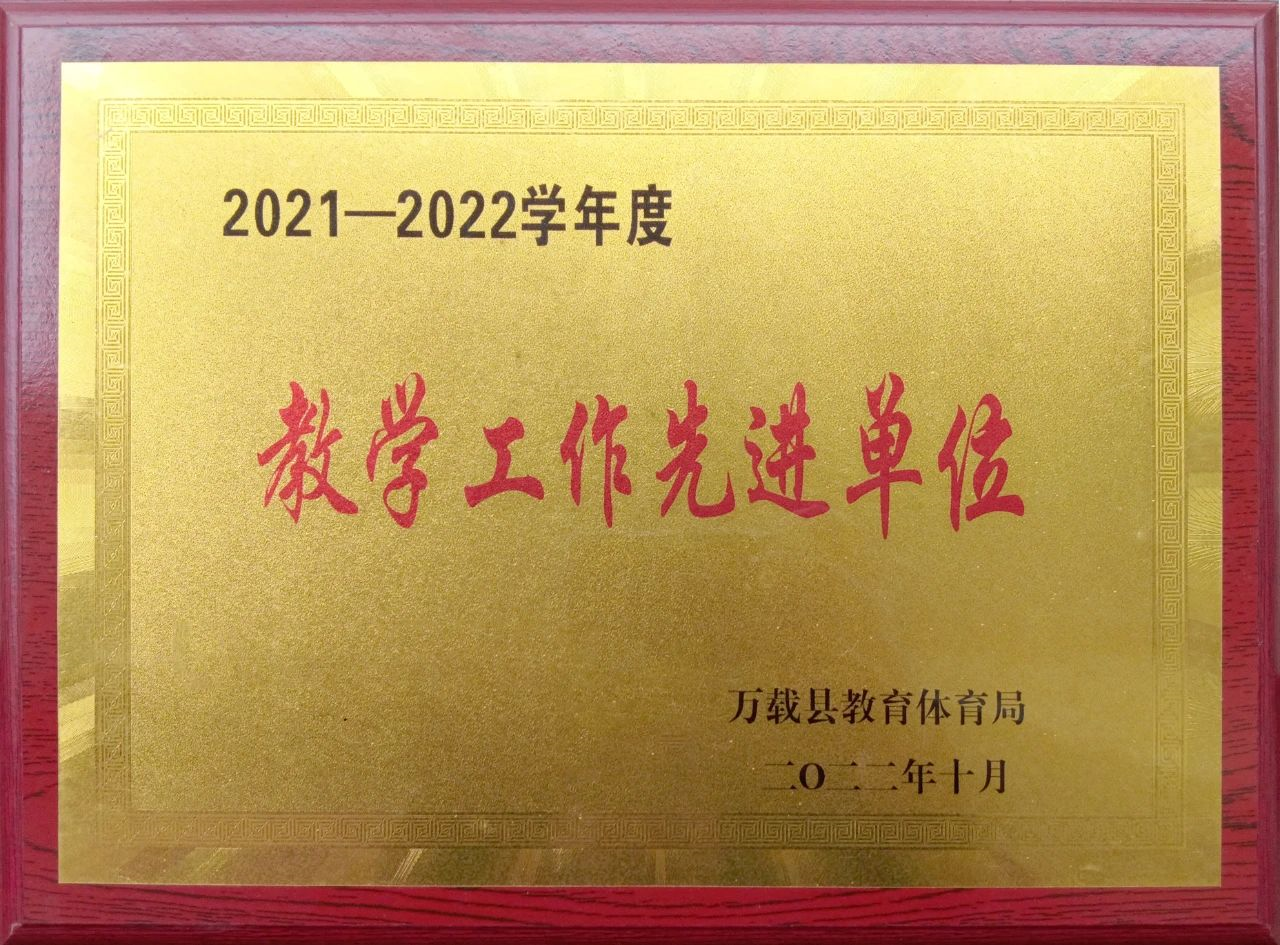 2021—2022学年度
教学工作先进单位
万载县教育体育局
二O二二年十月